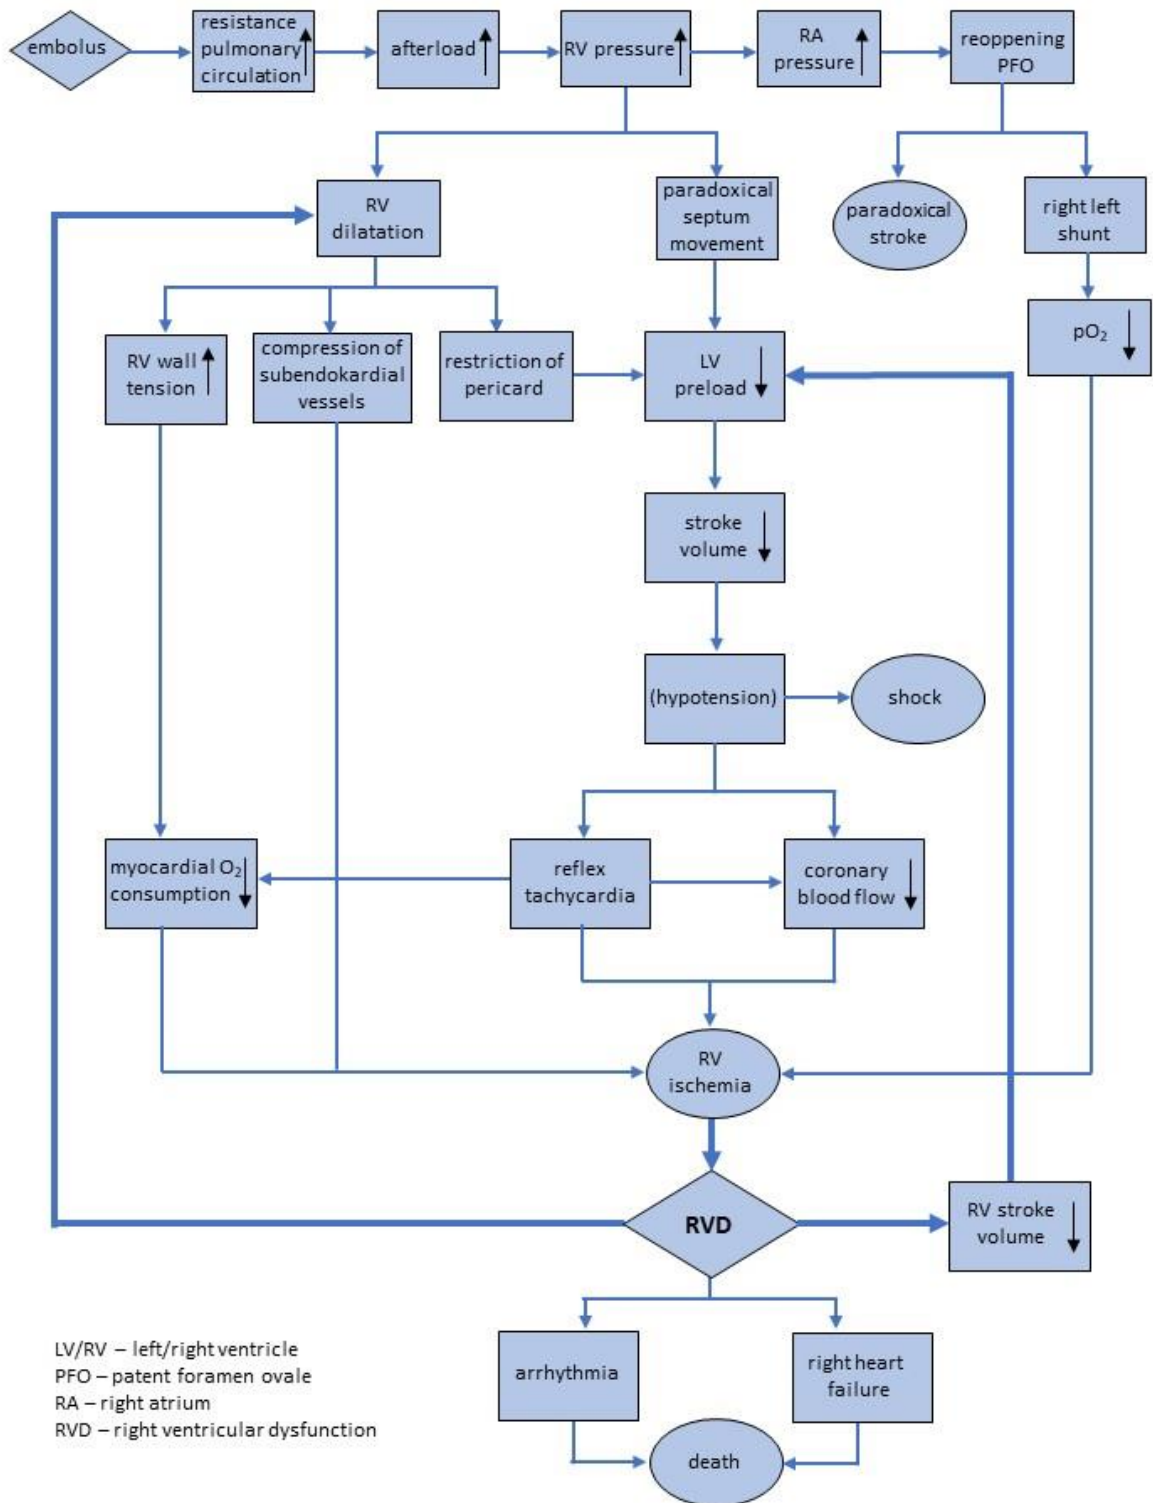 embolus
resistance
pulmonary
circulation
afterload
RV pressure
RA
pressure
reoppening
PFO
RV
dilatation
paradoxical
septum
movement
paradoxical
stroke
right left
shunt
RV wall
tension
compression of
subendokardial
vessels
restriction of
pericard
LV
preload
pO₂
stroke
volume
(hypotension)
shock
myocardial O₂
consumption
reflex
tachycardia
coronary
blood flow
RV
ischemia
RVD
RV stroke
volume
arrhythmia
right heart
failure
death
LV/RV – left/right ventricle
PFO – patent foramen ovale
RA – right atrium
RVD – right ventricular dysfunction